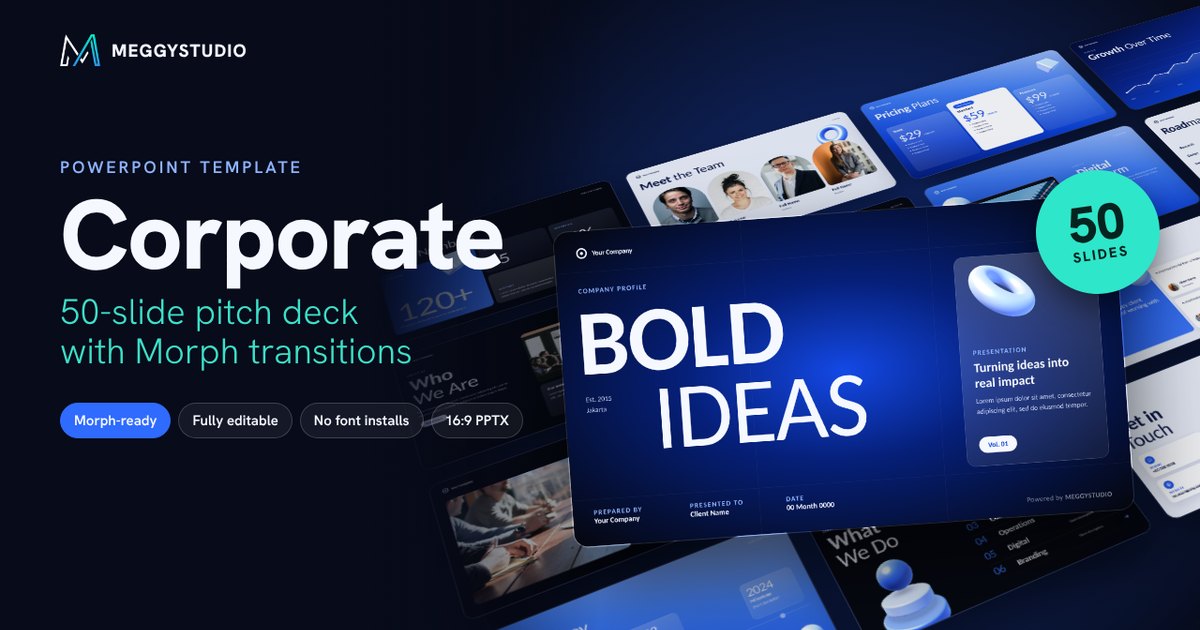 MEGGYSTUDIO
POWERPOINT TEMPLATE
Corporate
50-slide pitch deck
with Morph transitions
Morph-ready
Fully editable
No font installs
16:9 PPTX
50
SLIDES
Your Company
COMPANY PROFILE
BOLD
IDEAS
Est. 2015
Jakarta
PREPARED BY
Your Company
PRESENTED TO
Client Name
DATE
00 Month 0000
PRESENTATION
Turning ideas into
real impact
Lorem ipsum dolor sit amet, consectetur
adipiscing elit, sed do eiusmod tempor.
Vol. 01
Powered by MEGGYSTUDIO
Meet the Team
Pricing Plans
$29
$59
$99
Growth Over Time
Digital
120+
Who
We Are
What
We Do
04 Operations
05 Digital
06 Branding
2024